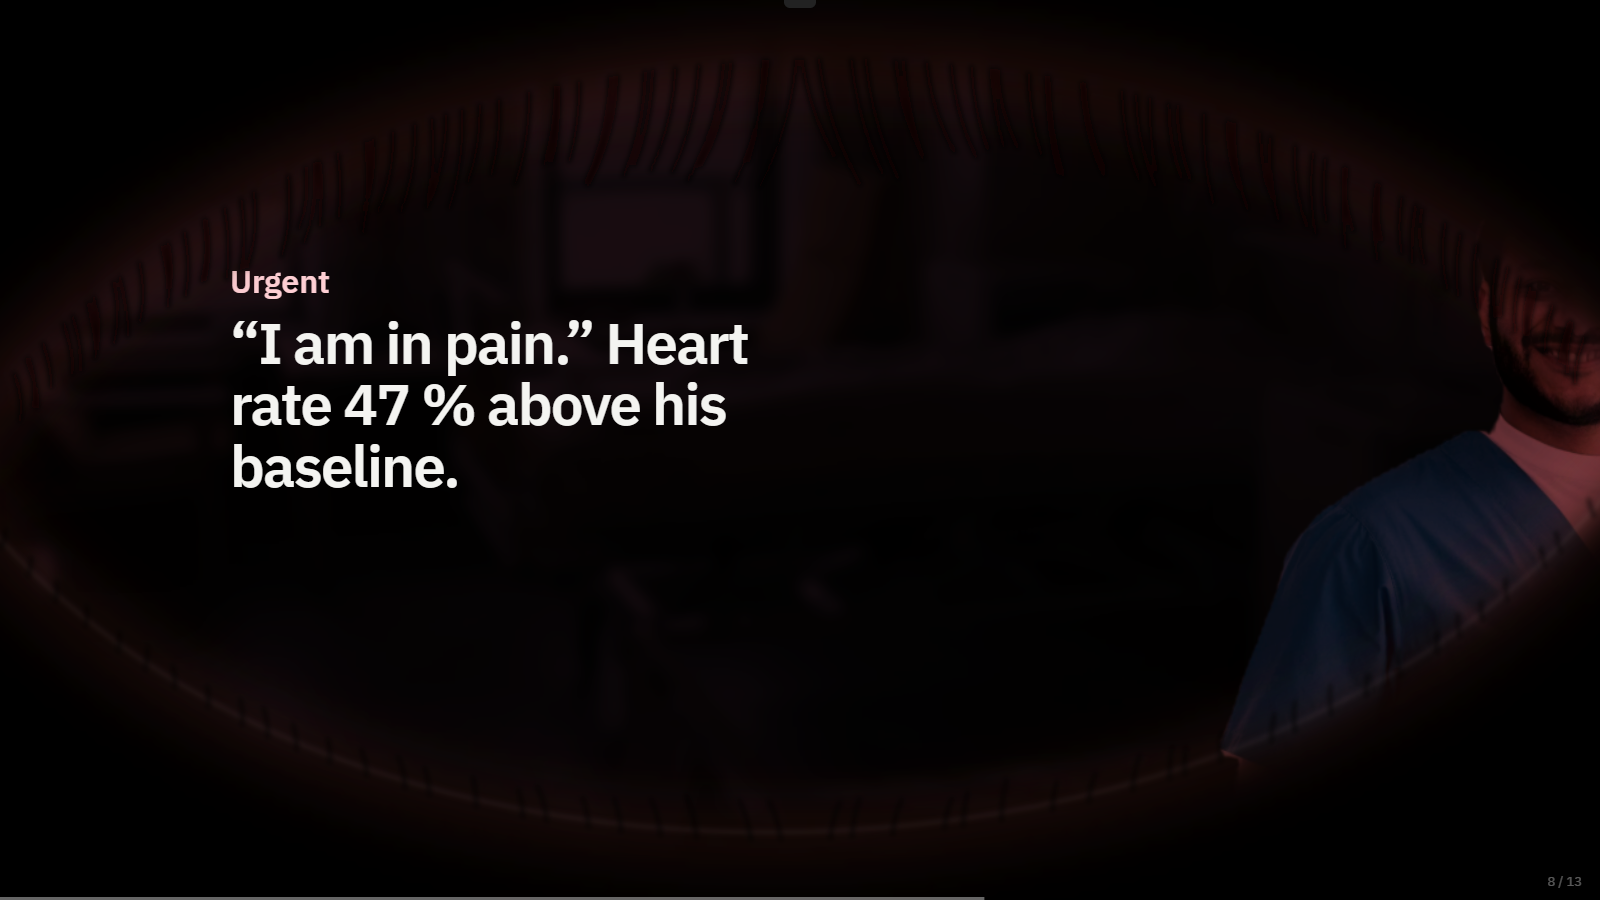 Urgent
“I am in pain.” Heart
rate 47 % above his
baseline.
8 / 13